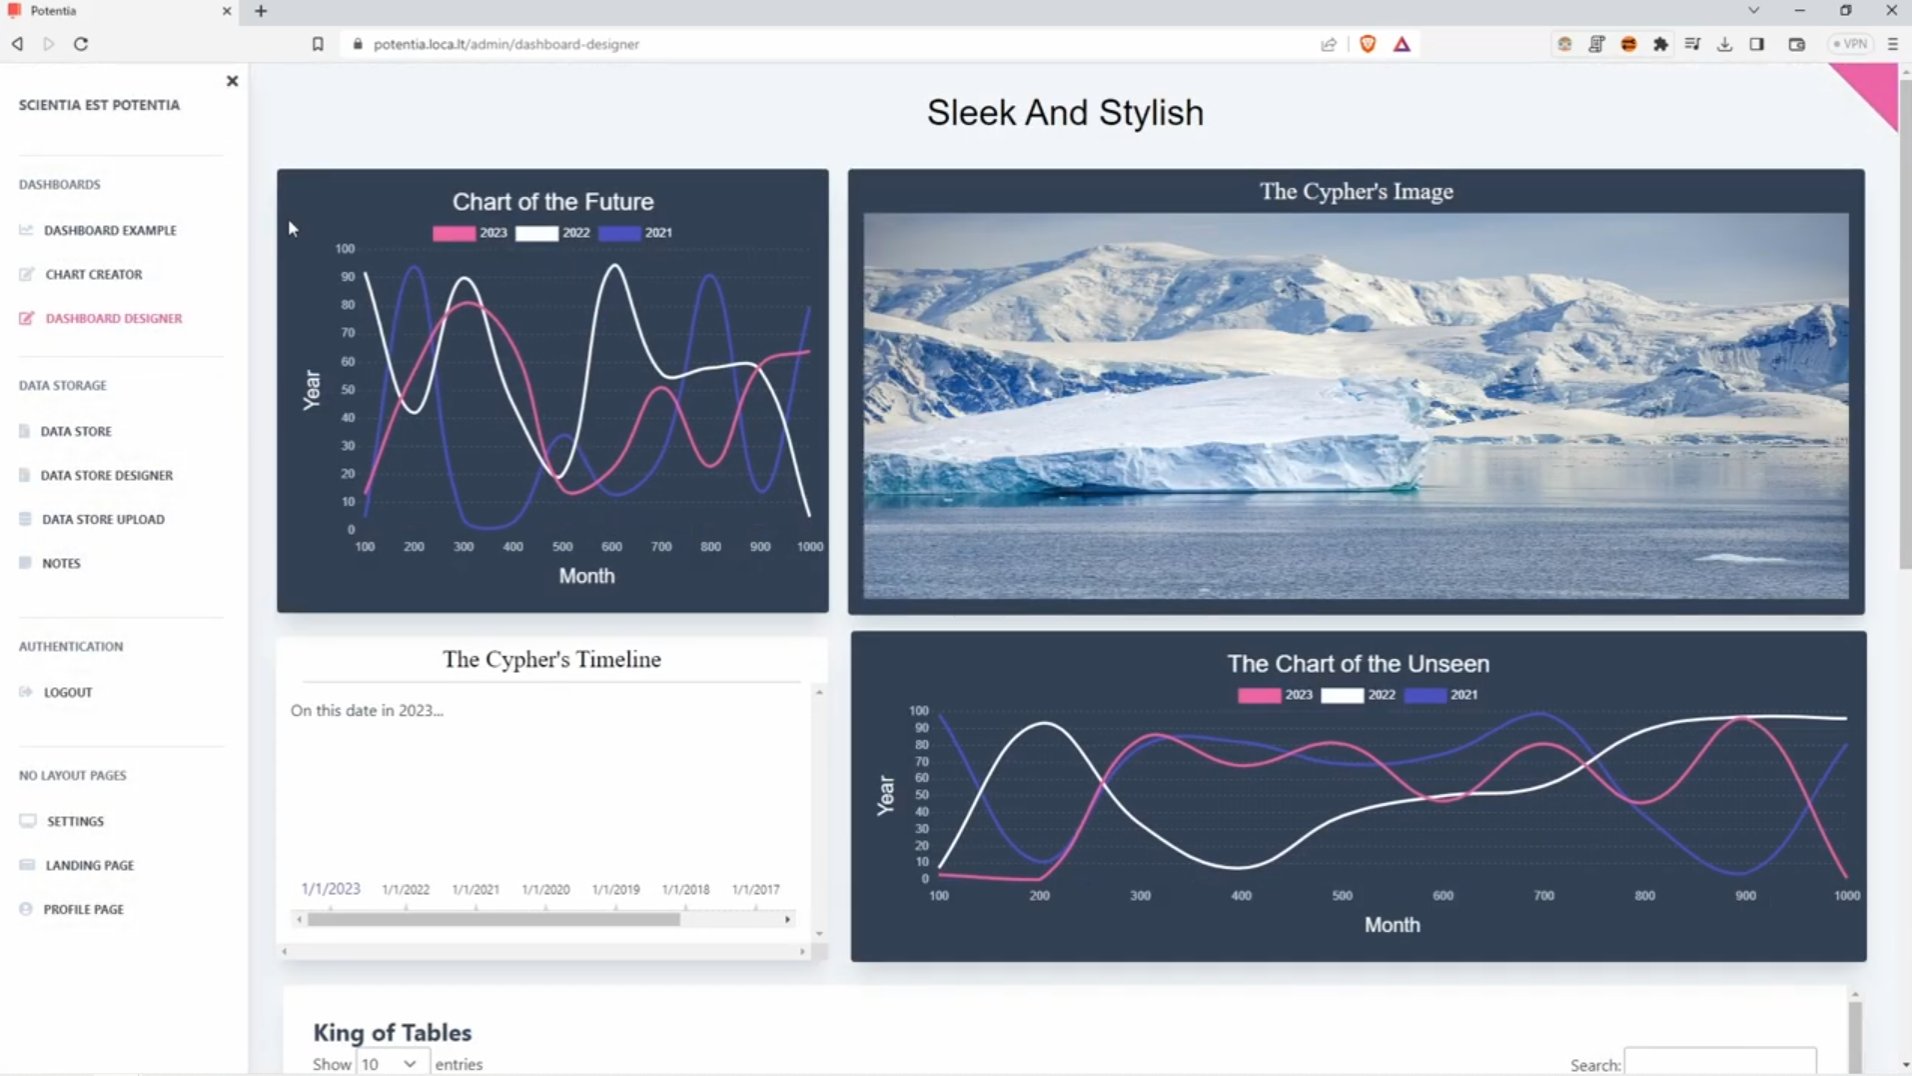 Potentia
potentia.loca.lt/admin/dashboard-designer
VPN
SCIENTIA EST POTENTIA
DASHBOARDS
DASHBOARD EXAMPLE
CHART CREATOR
DASHBOARD DESIGNER
DATA STORAGE
DATA STORE
DATA STORE DESIGNER
DATA STORE UPLOAD
NOTES
AUTHENTICATION
LOGOUT
NO LAYOUT PAGES
SETTINGS
LANDING PAGE
PROFILE PAGE
Sleek And Stylish
Chart of the Future
2023 2022 2021
100
90
80
70
60
50
40
30
20
10
0
Year
100 200 300 400 500 600 700 800 900 1000
Month
The Cypher's Image
The Cypher's Timeline
On this date in 2023...
1/1/2023 1/1/2022 1/1/2021 1/1/2020 1/1/2019 1/1/2018 1/1/2017
The Chart of the Unseen
2023 2022 2021
100
90
80
70
60
50
40
30
20
10
0
Year
100 200 300 400 500 600 700 800 900 1000
Month
King of Tables
Show 10 entries
Search: